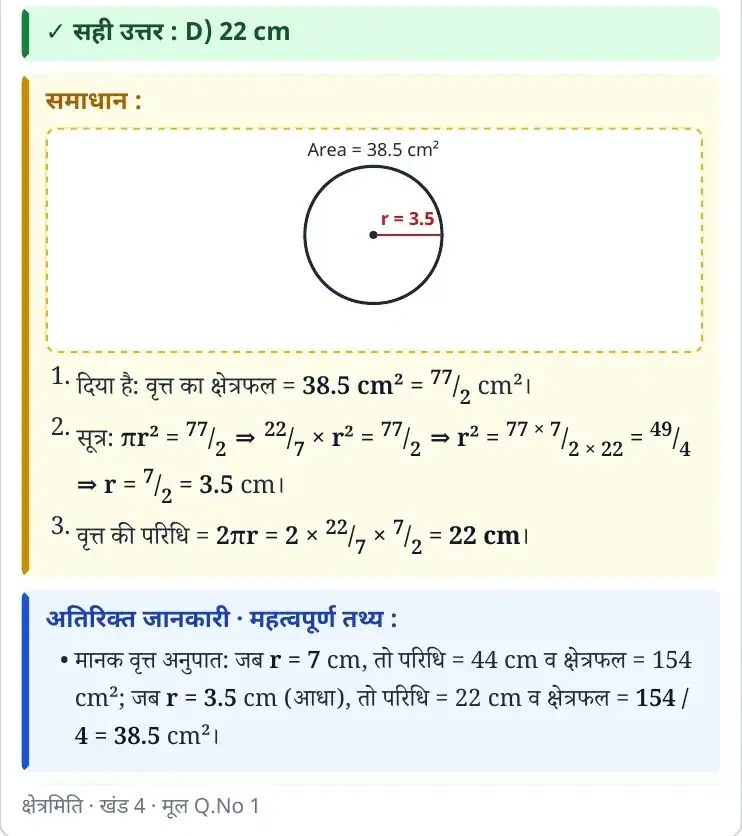 ✓ सही उत्तर : D) 22 cm
समाधान :
Area = 38.5 cm²
r = 3.5
1. दिया है: वृत्त का क्षेत्रफल = 38.5 cm² = ⁷⁷/₂ cm²।
2. सूत्र: πr² = ⁷⁷/₂ ⇒ ²²/₇ × r² = ⁷⁷/₂ ⇒ r² = ⁷⁷ ˣ ⁷/₂ ₓ ₂₂ = ⁴⁹/₄
⇒ r = ⁷/₂ = 3.5 cm।
3. वृत्त की परिधि = 2πr = 2 × ²²/₇ × ⁷/₂ = 22 cm।
अतिरिक्त जानकारी · महत्वपूर्ण तथ्य :
• मानक वृत्त अनुपात: जब r = 7 cm, तो परिधि = 44 cm व क्षेत्रफल = 154
cm²; जब r = 3.5 cm (आधा), तो परिधि = 22 cm व क्षेत्रफल = 154 /
4 = 38.5 cm²।
क्षेत्रमिति · खंड 4 · मूल Q.No 1